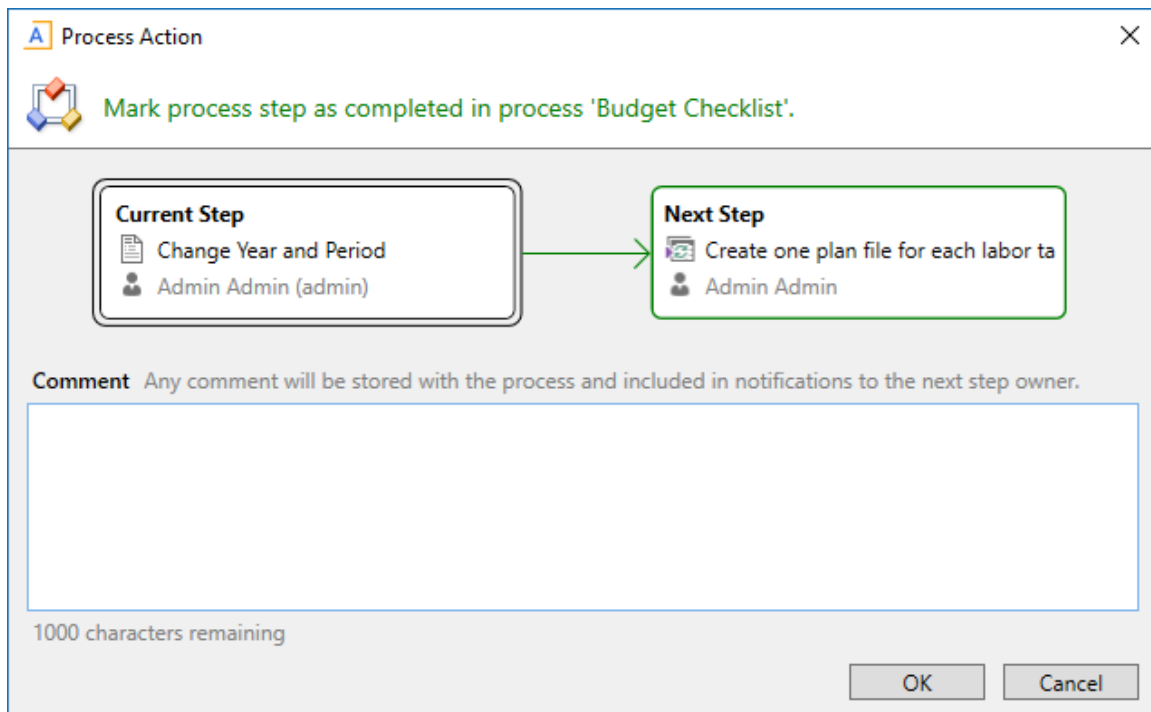 A Process Action
Mark process step as completed in process 'Budget Checklist'.
Current Step
Change Year and Period
Admin Admin (admin)
Next Step
Create one plan file for each labor ta
Admin Admin
Comment Any comment will be stored with the process and included in notifications to the next step owner.
1000 characters remaining
OK Cancel